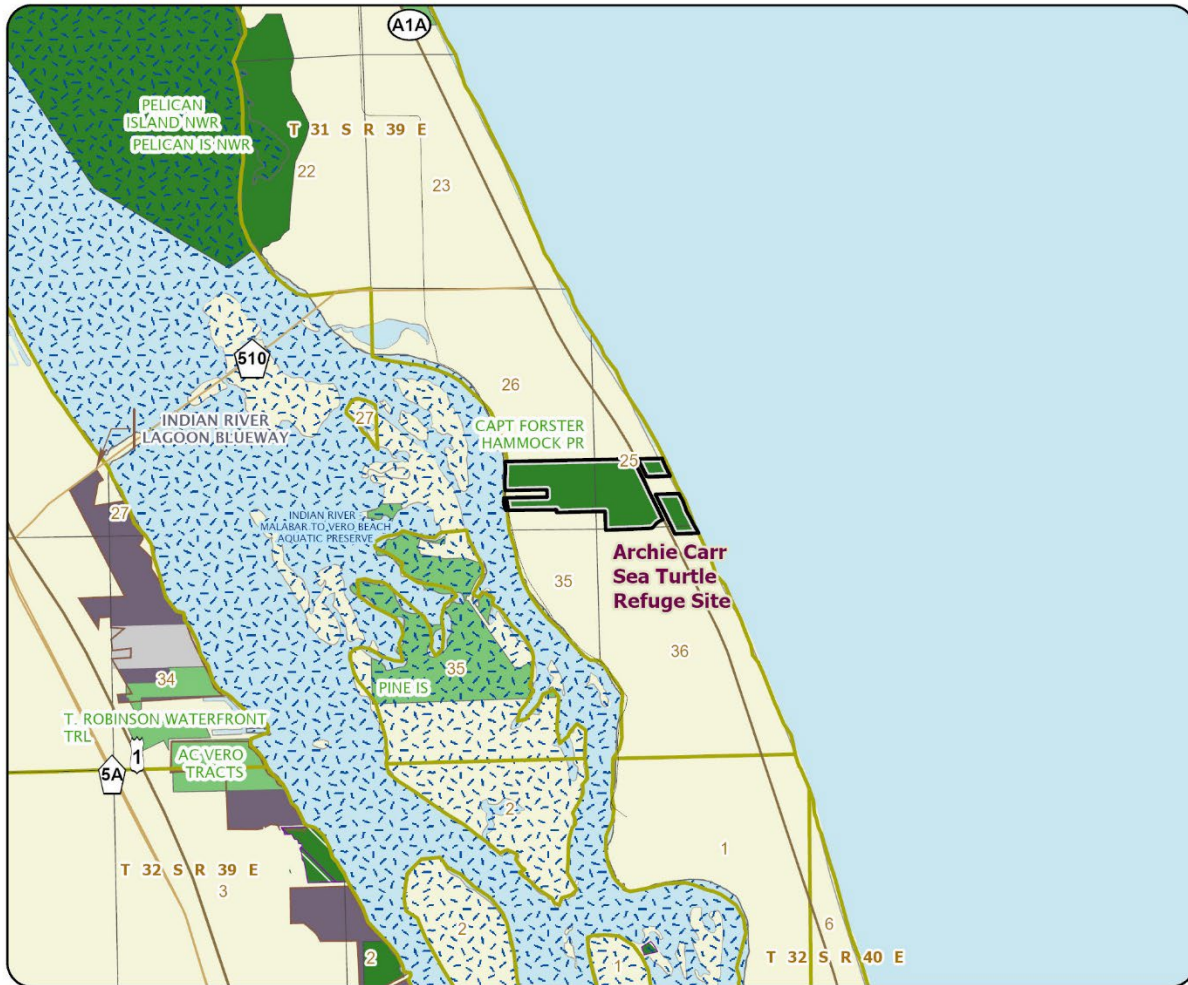 A1A
PELICAN
ISLAND NWR
PELICAN IS NWR
T 31 S R 39 E
22
23
510
26
27
INDIAN RIVER
LAGOON BLUEWAY
CAPT FORSTER
HAMMOCK PR
25
27
INDIAN RIVER -
MALABAR TO VERO BEACH
AQUATIC PRESERVE
Archie Carr
Sea Turtle
Refuge Site
35
36
34
35
PINE IS
T. ROBINSON WATERFRONT
TRL
1
AC VERO
TRACTS
5A
2
1
T 32 S R 39 E
3
2
2
1
6
T 32 S R 40 E